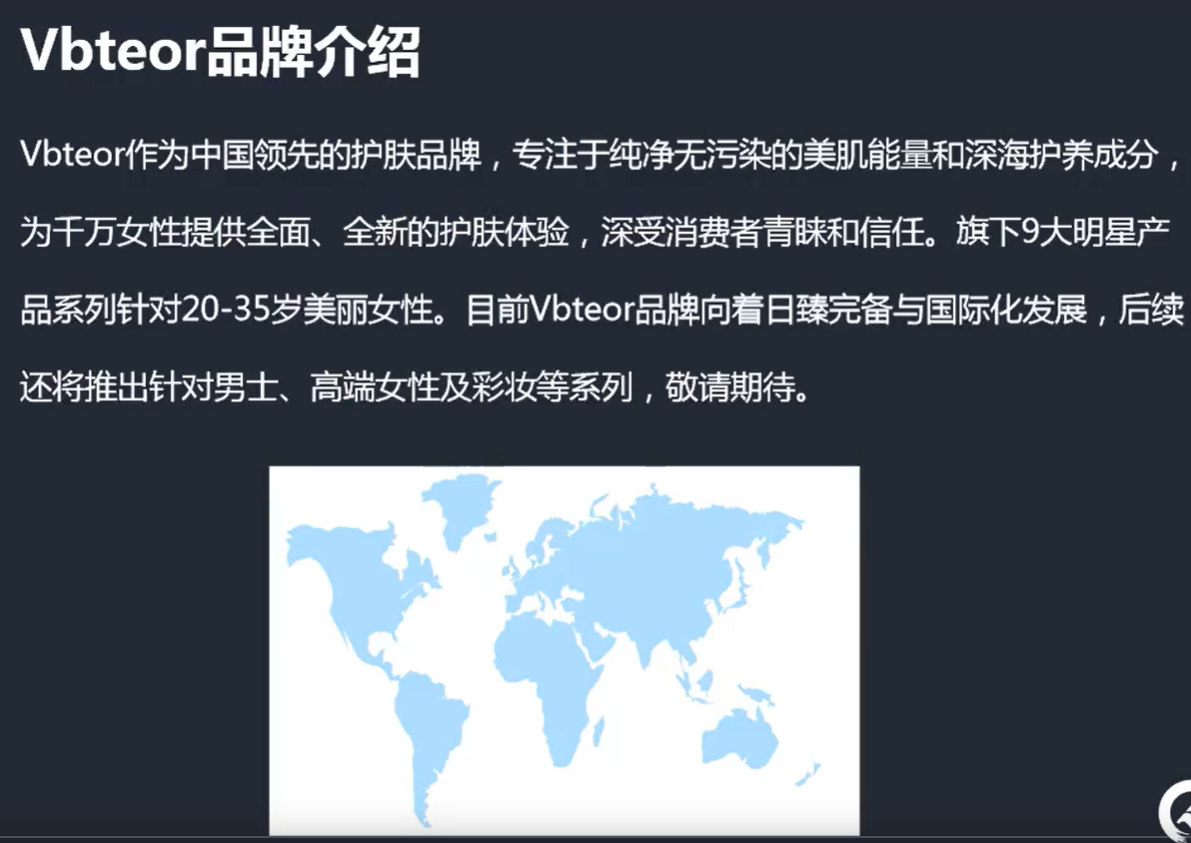 Vbteor品牌介绍
Vbteor作为中国领先的护肤品牌，专注于纯净无污染的美肌能量和深海护养成分，
为千万女性提供全面、全新的护肤体验，深受消费者青睐和信任。旗下9大明星产
品系列针对20-35岁美丽女性。目前Vbteor品牌向着日臻完备与国际化发展，后续
还将推出针对男士、高端女性及彩妆等系列，敬请期待。